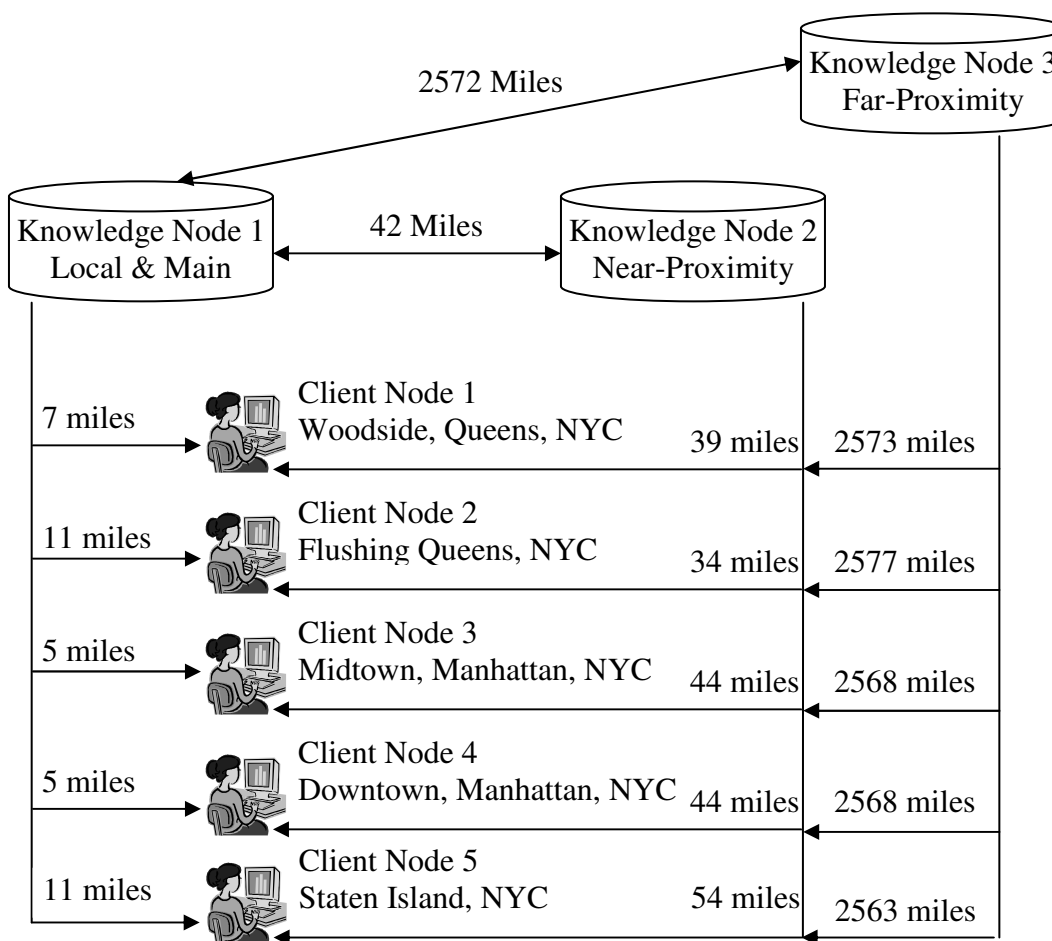 Knowledge Node 3
Far-Proximity
2572 Miles
Knowledge Node 1
Local & Main
42 Miles
Knowledge Node 2
Near-Proximity
7 miles
Client Node 1
Woodside, Queens, NYC
39 miles
2573 miles
11 miles
Client Node 2
Flushing Queens, NYC
34 miles
2577 miles
5 miles
Client Node 3
Midtown, Manhattan, NYC
44 miles
2568 miles
5 miles
Client Node 4
Downtown, Manhattan, NYC
44 miles
2568 miles
11 miles
Client Node 5
Staten Island, NYC
54 miles
2563 miles